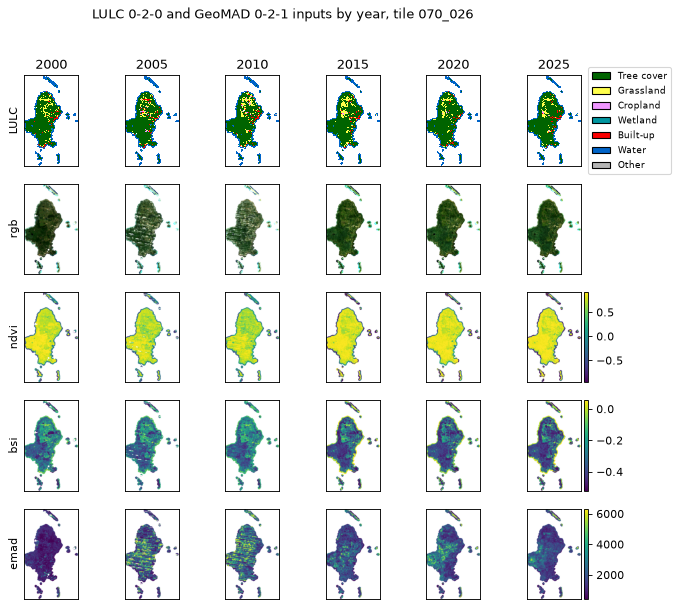 LULC 0-2-0 and GeoMAD 0-2-1 inputs by year, tile 070_026
2000 2005 2010 2015 2020 2025
LULC
Tree cover
Grassland
Cropland
Wetland
Built-up
Water
Other
rgb
ndvi
0.5
0.0
−0.5
bsi
0.0
−0.2
−0.4
emad
6000
4000
2000